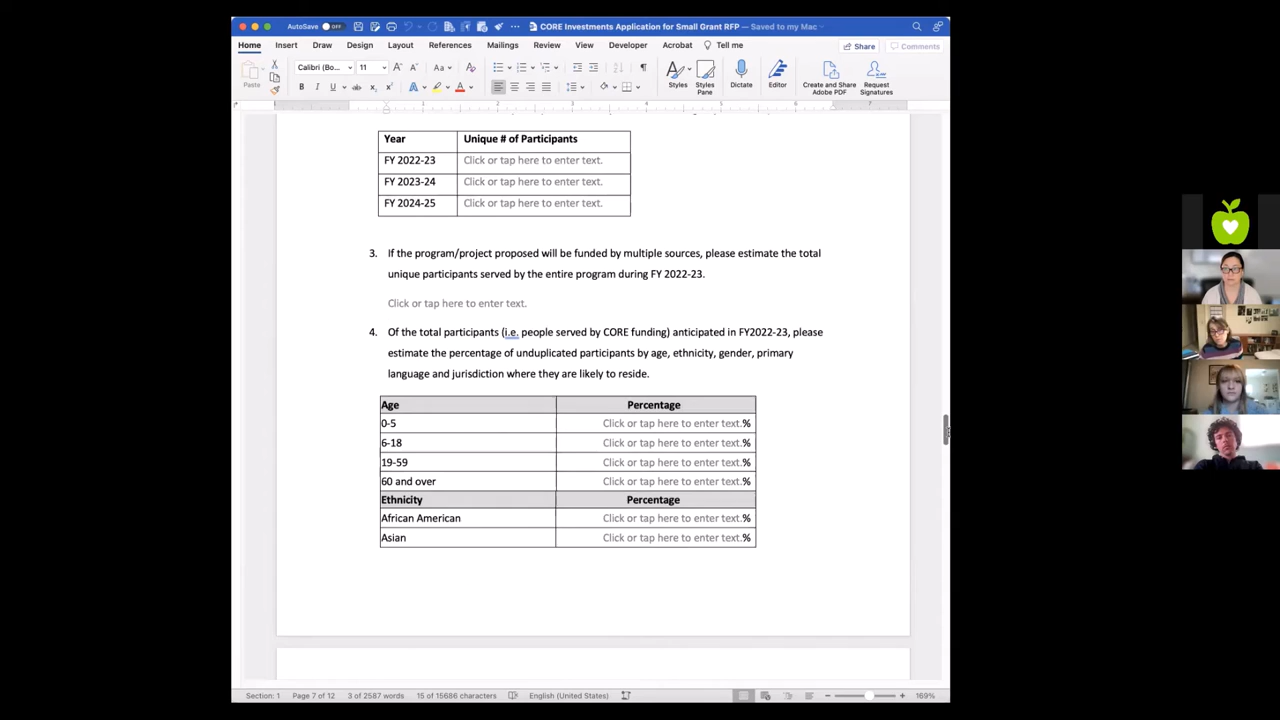 AutoSave OFF
CORE Investments Application for Small Grant RFP — Saved to my Mac
Home Insert Draw Design Layout References Mailings Review View Developer Acrobat Tell me
Share Comments
Paste
Calibri (Bo... 11
Styles
Styles Pane
Dictate
Editor
Create and Share Adobe PDF
Request Signatures
1 2 3 4 5 6 7
Year Unique # of Participants
FY 2022-23 Click or tap here to enter text.
FY 2023-24 Click or tap here to enter text.
FY 2024-25 Click or tap here to enter text.
3. If the program/project proposed will be funded by multiple sources, please estimate the total
unique participants served by the entire program during FY 2022-23.
Click or tap here to enter text.
4. Of the total participants (i.e. people served by CORE funding) anticipated in FY2022-23, please
estimate the percentage of unduplicated participants by age, ethnicity, gender, primary
language and jurisdiction where they are likely to reside.
Age Percentage
0-5 Click or tap here to enter text.%
6-18 Click or tap here to enter text.%
19-59 Click or tap here to enter text.%
60 and over Click or tap here to enter text.%
Ethnicity Percentage
African American Click or tap here to enter text.%
Asian Click or tap here to enter text.%
Section: 1 Page 7 of 12 3 of 2587 words 15 of 15686 characters English (United States) 169%